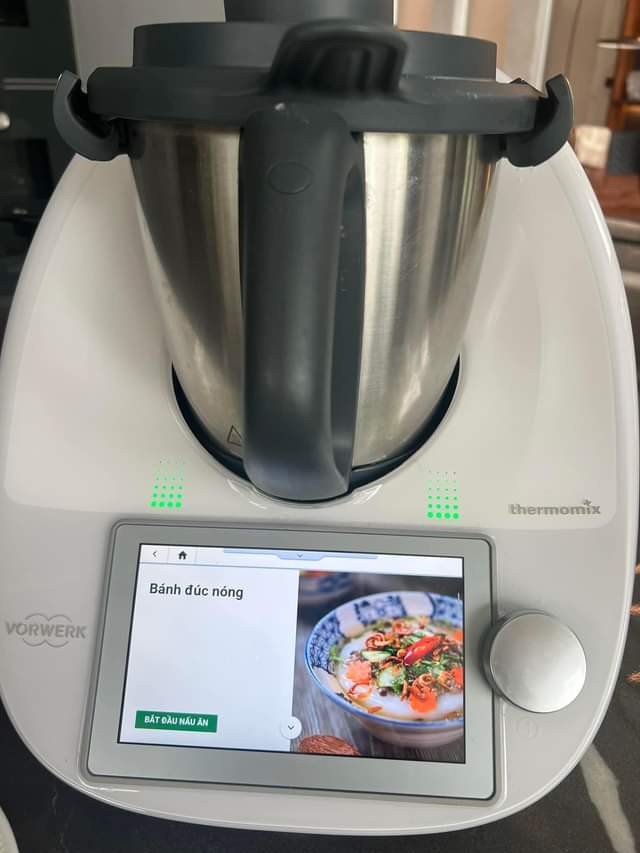 thermomix
Bánh đúc nóng
VORWERK
BẮT ĐẦU NẤU ĂN